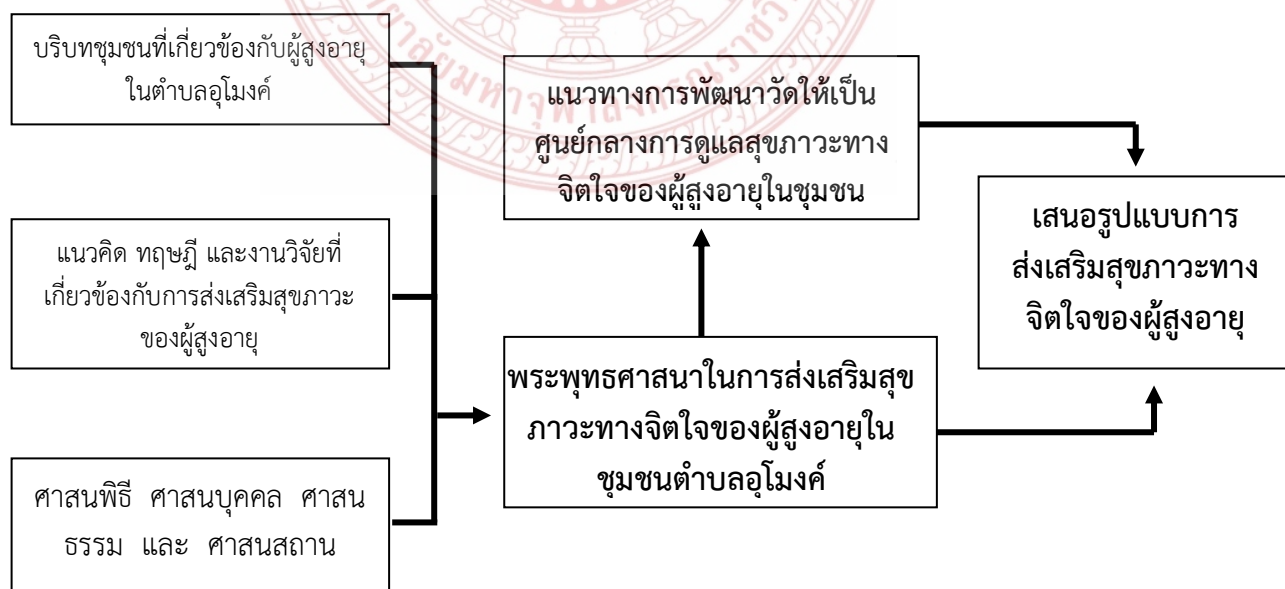 บริบทชุมชนที่เกี่ยวข้องกับผู้สูงอายุ
ในตำบลอุโมงค์
แนวคิด ทฤษฎี และงานวิจัยที่
เกี่ยวข้องกับการส่งเสริมสุขภาวะ
ของผู้สูงอายุ
ศาสนพิธี ศาสนบุคคล ศาสน
ธรรม และ ศาสนสถาน
แนวทางการพัฒนาวัดให้เป็น
ศูนย์กลางการดูแลสุขภาวะทาง
จิตใจของผู้สูงอายุในชุมชน
พระพุทธศาสนาในการส่งเสริมสุข
ภาวะทางจิตใจของผู้สูงอายุใน
ชุมชนตำบลอุโมงค์
เสนอรูปแบบการ
ส่งเสริมสุขภาวะทาง
จิตใจของผู้สูงอายุ